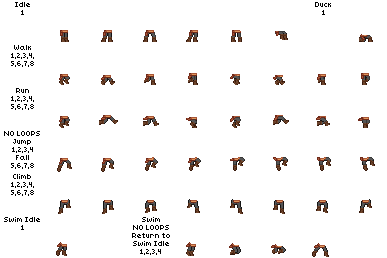 Idle
1
Duck
1
Walk
1,2,3,4,
5,6,7,8
Run
1,2,3,4,
5,6,7,8
NO LOOPS
Jump
1,2,3,4
Fall
5,6,7,8
Climb
1,2,3,4,
5,6,7,8
Swim Idle
1
Swim
NO LOOPS
Return to
Swim Idle
1,2,3,4